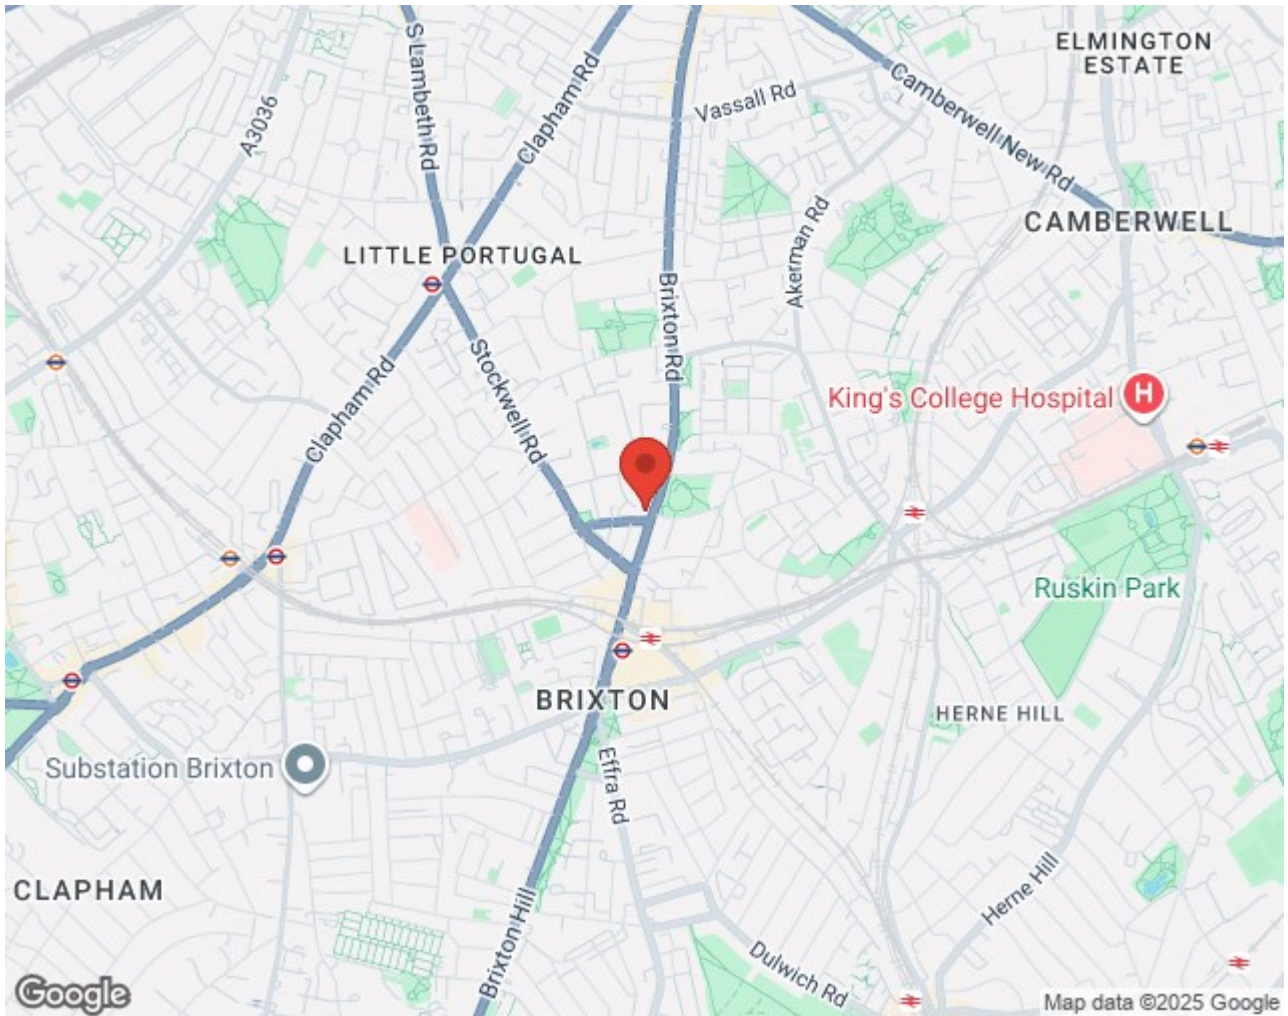 ELMINGTON
ESTATE
S Lambeth Rd
Clapham Rd
A3036
Vassall Rd
Camberwell New Rd
CAMBERWELL
Akerman Rd
LITTLE PORTUGAL
Brixton Rd
Stockwell Rd
Clapham Rd
King's College Hospital
H
Ruskin Park
BRIXTON
HERNE HILL
Substation Brixton
Effra Rd
CLAPHAM
Brixton Hill
Herne Hill
Dulwich Rd
Google
Map data ©2025 Google